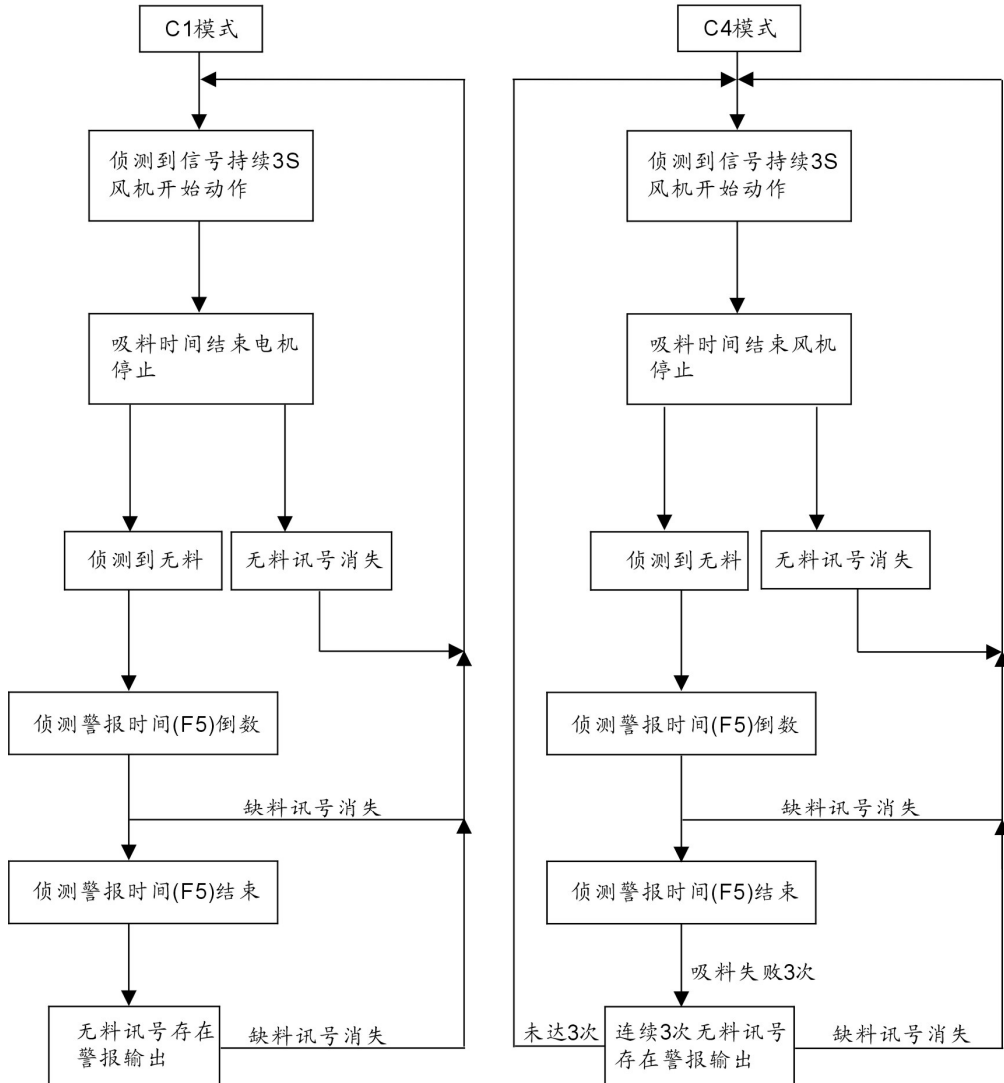 C1模式
侦测到信号持续3S
风机开始动作
吸料时间结束电机
停止
侦测到无料
无料讯号消失
侦测警报时间(F5)倒数
缺料讯号消失
侦测警报时间(F5)结束
无料讯号存在
警报输出
缺料讯号消失
C4模式
侦测到信号持续3S
风机开始动作
吸料时间结束风机
停止
侦测到无料
无料讯号消失
侦测警报时间(F5)倒数
缺料讯号消失
侦测警报时间(F5)结束
吸料失败3次
未达3次
连续3次无料讯号
存在警报输出
缺料讯号消失